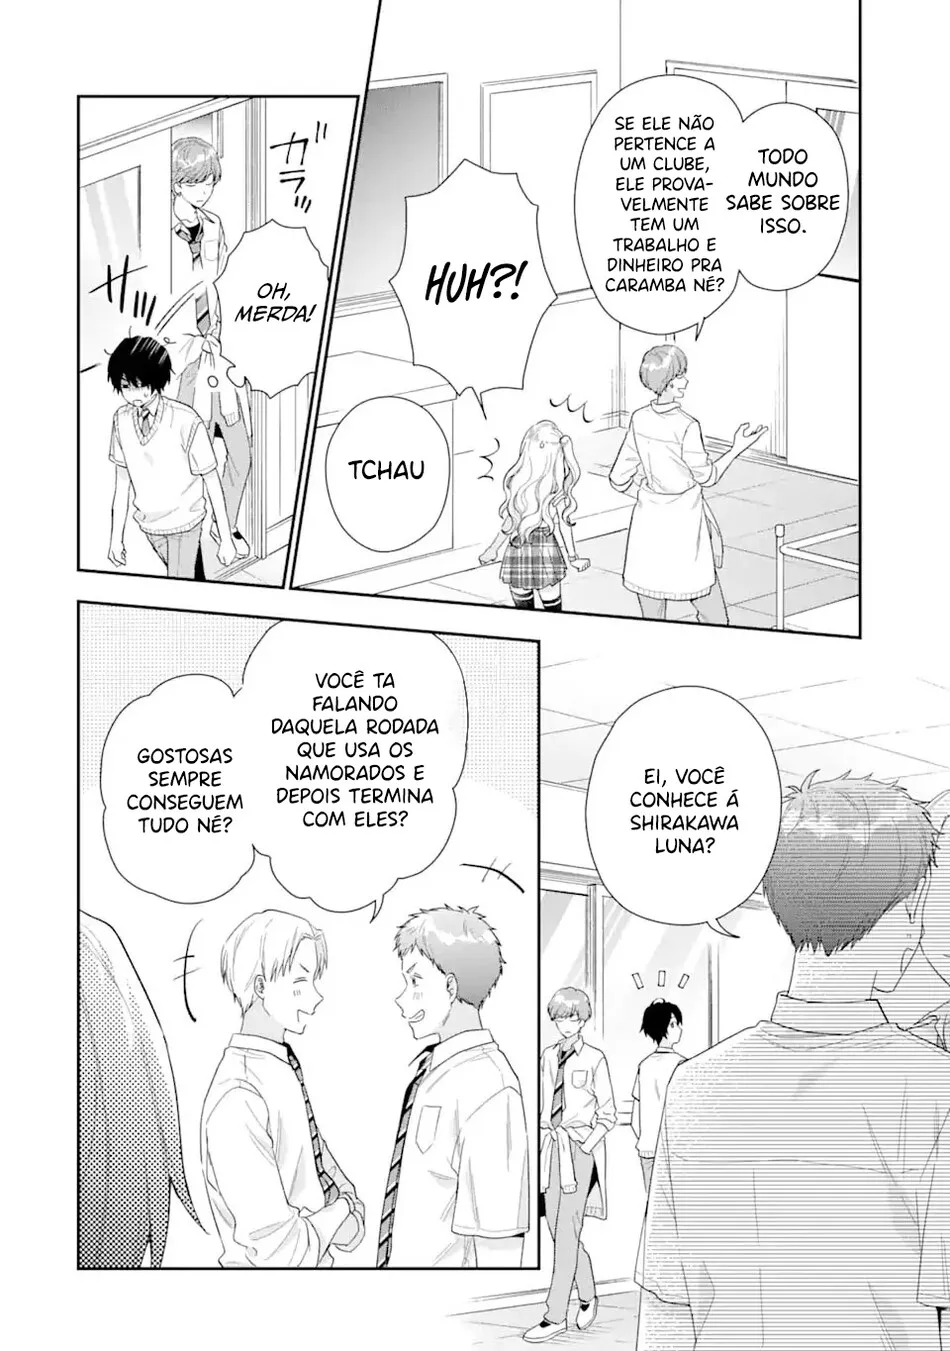 TODO
MUNDO
SABE SOBRE
ISSO.
SE ELE NÃO
PERTENCE A
UM CLUBE,
ELE PROVA-
VELMENTE
TEM UM
TRABALHO E
DINHEIRO PRA
CARAMBA NÉ?
HUH?!
TCHAU
OH,
MERDA!
ガラッ
EI, VOCÊ
CONHECE Á
SHIRAKAWA
LUNA?
VOCÊ TA
FALANDO
DAQUELA RODADA
QUE USA OS
NAMORADOS E
DEPOIS TERMINA
COM ELES?
GOSTOSAS
SEMPRE
CONSEGUEM
TUDO NÉ?